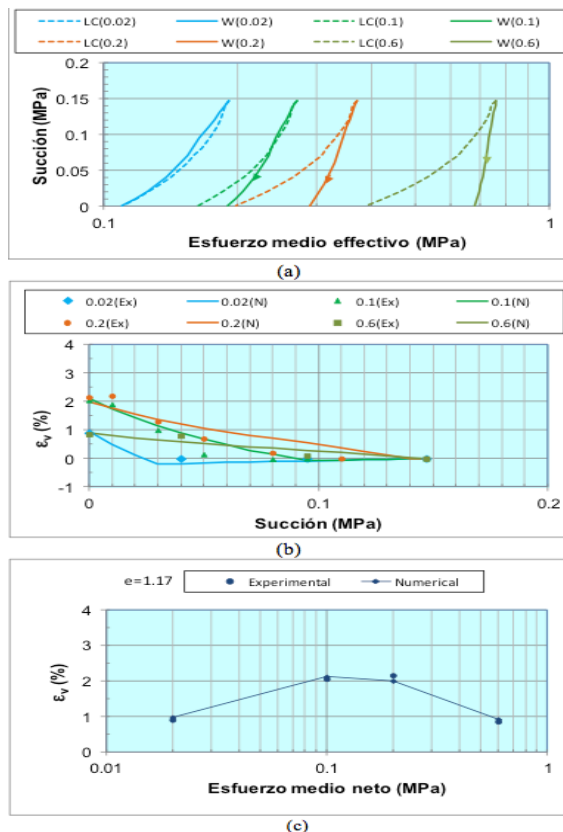 LC(0.02) W(0.02) LC(0.1) W(0.1)
LC(0.2) W(0.2) LC(0.6) W(0.6)
0.2
0.15
0.1
0.05
0
Succión (MPa)
0.1 1
Esfuerzo medio effectivo (MPa)
(a)
0.02(Ex) 0.02(N) 0.1(Ex) 0.1(N)
0.2(Ex) 0.2(N) 0.6(Ex) 0.6(N)
4
3
2
1
0
-1
εv (%)
0 0.1 0.2
Succión (MPa)
(b)
e=1.17 Experimental Numerical
4
3
2
1
0
εv (%)
0.01 0.1 1
Esfuerzo medio neto (MPa)
(c)